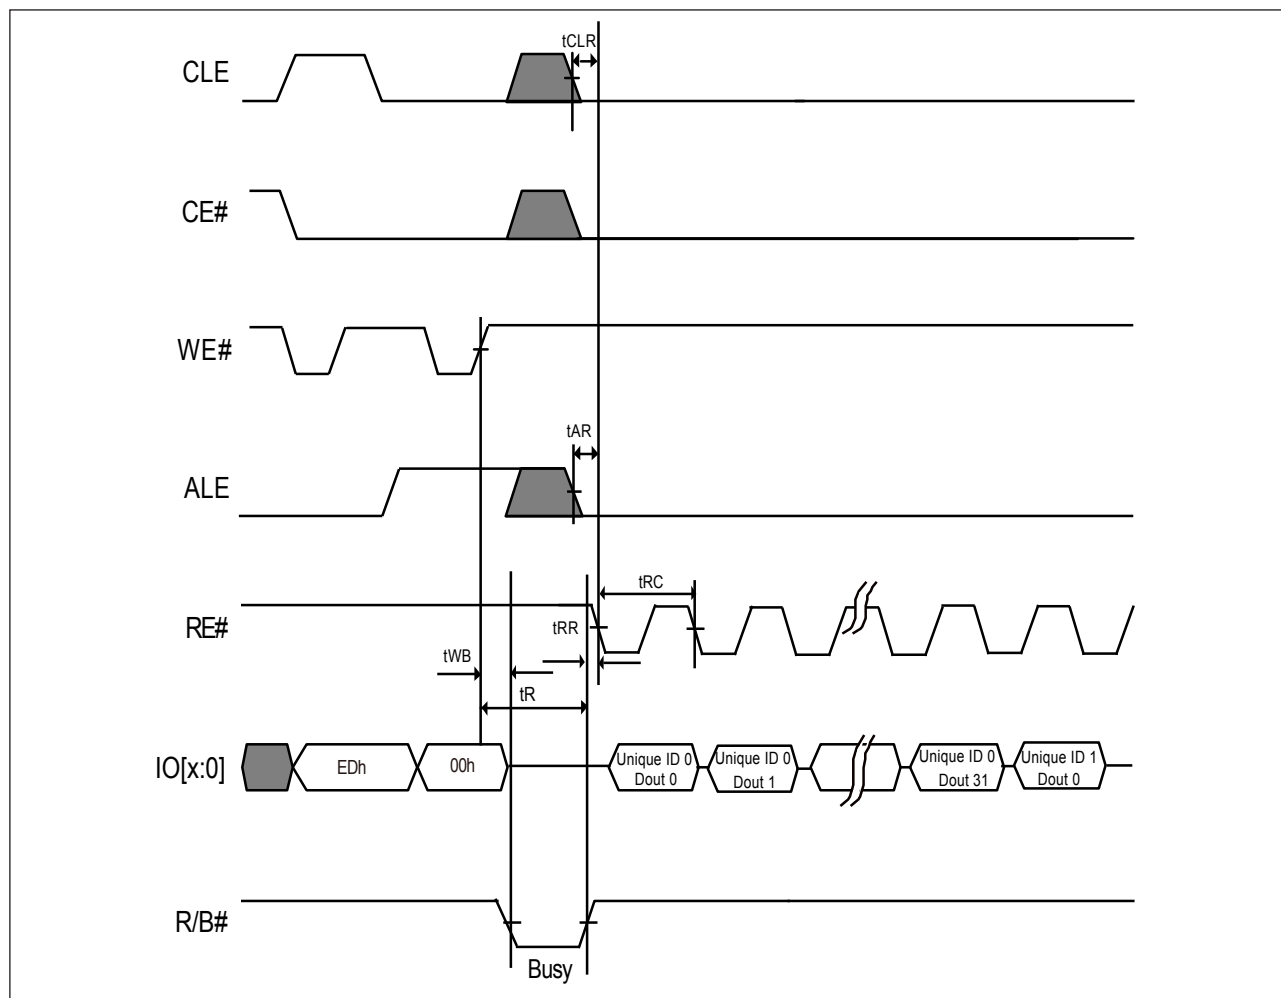 tCLR
CLE
CE#
WE#
tAR
ALE
tRC
RE#
tRR
tWB
tR
IO[x:0]
EDh
00h
Unique ID 0
Dout 0
Unique ID 0
Dout 1
Unique ID 0
Dout 31
Unique ID 1
Dout 0
R/B#
Busy